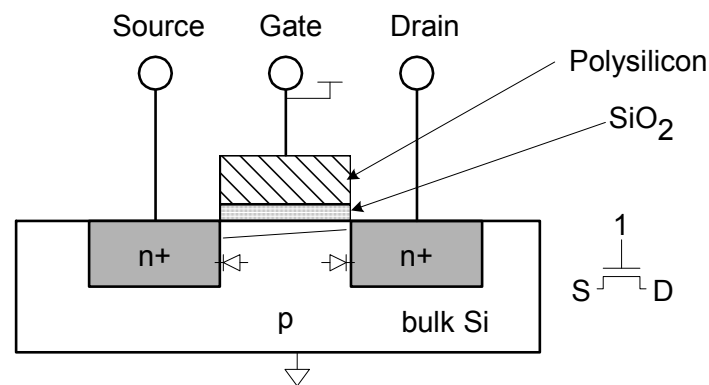 Source Gate Drain
Polysilicon
SiO₂
n+ n+
1
S D
p bulk Si